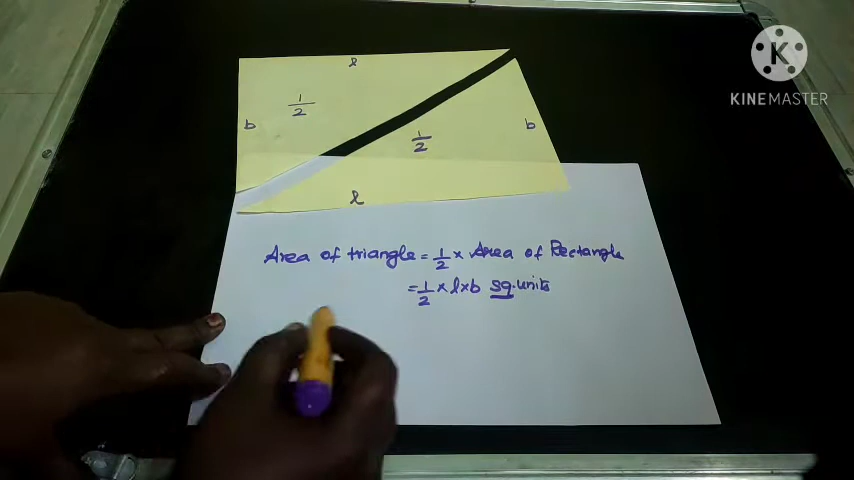 l
b
1/2
1/2
b
l
Area of triangle = 1/2 × Area of Rectangle
= 1/2 × l × b sq.units
KINEMASTER